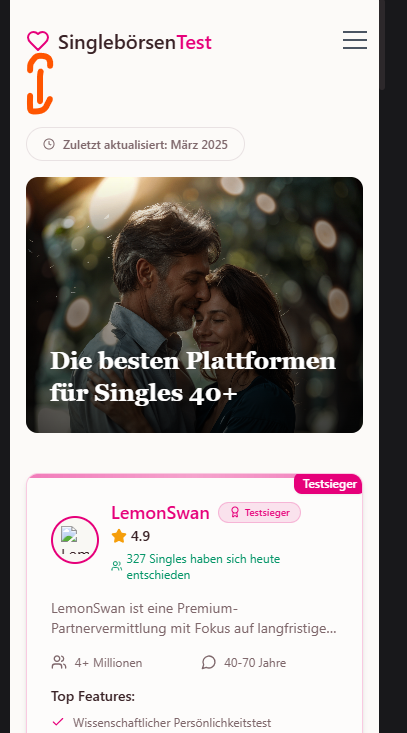 SinglebörsenTest
Zuletzt aktualisiert: März 2025
Die besten Plattformen
für Singles 40+
Testsieger
LemonSwan Testsieger
4.9
327 Singles haben sich heute
entschieden
LemonSwan ist eine Premium-
Partnervermittlung mit Fokus auf langfristige...
4+ Millionen 40-70 Jahre
Top Features:
Wissenschaftlicher Persönlichkeitstest